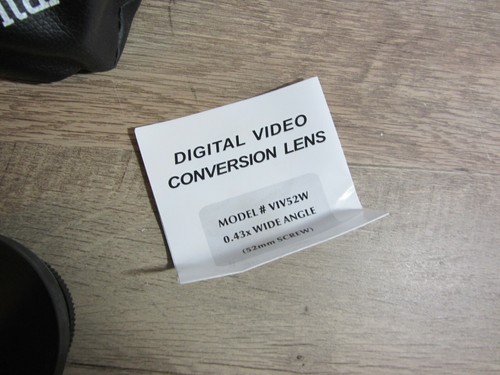 DIGITAL VIDEO
CONVERSION LENS
MODEL # VIV52W
0.43x WIDE ANGLE
(52mm SCREW)